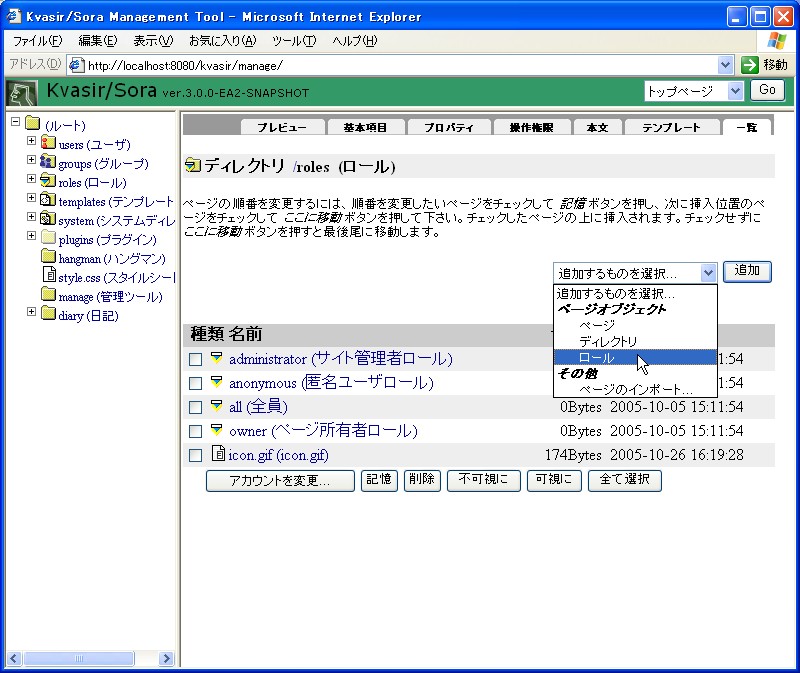 Kvasir/Sora Management Tool - Microsoft Internet Explorer
ファイル(F) 編集(E) 表示(V) お気に入り(A) ツール(T) ヘルプ(H)
アドレス(D) http://localhost:8080/kvasir/manage/ 移動
Kvasir/Sora ver.3.0.0-EA2-SNAPSHOT トップページ Go
(ルート)
users (ユーザ)
groups (グループ)
roles (ロール)
templates (テンプレート
system (システムディレ
plugins (プラグイン)
hangman (ハングマン)
style.css (スタイルシート
manage (管理ツール)
diary (日記)
プレビュー 基本項目 プロパティ 操作権限 本文 テンプレート 一覧
ディレクトリ /roles (ロール)
ページの順番を変更するには、順番を変更したいページをチェックして 記憶 ボタンを押し、次に挿入位置のペ
ージをチェックして ここに移動 ボタンを押して下さい。チェックしたページの上に挿入されます。チェックせずに
ここに移動 ボタンを押すと最後尾に移動します。
追加するものを選択... 追加
追加するものを選択...
ページオブジェクト
ページ
ディレクトリ
ロール
その他
ページのインポート...
種類 名前
administrator (サイト管理者ロール) 1:54
anonymous (匿名ユーザロール) 1:54
all (全員) 0Bytes 2005-10-05 15:11:54
owner (ページ所有者ロール) 0Bytes 2005-10-05 15:11:54
icon.gif (icon.gif) 174Bytes 2005-10-26 16:19:28
アカウントを変更... 記憶 削除 不可視に 可視に 全て選択